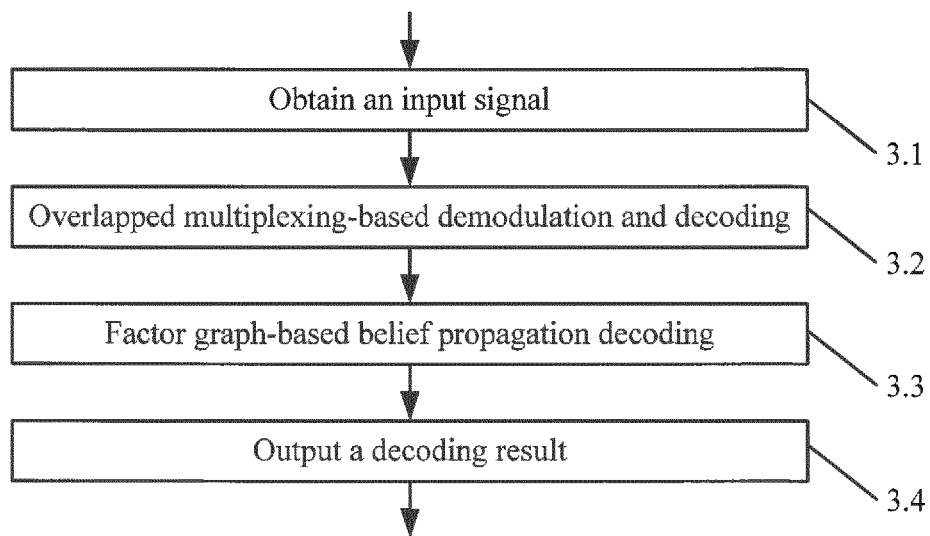 Obtain an input signal
3.1
Overlapped multiplexing-based demodulation and decoding
3.2
Factor graph-based belief propagation decoding
3.3
Output a decoding result
3.4